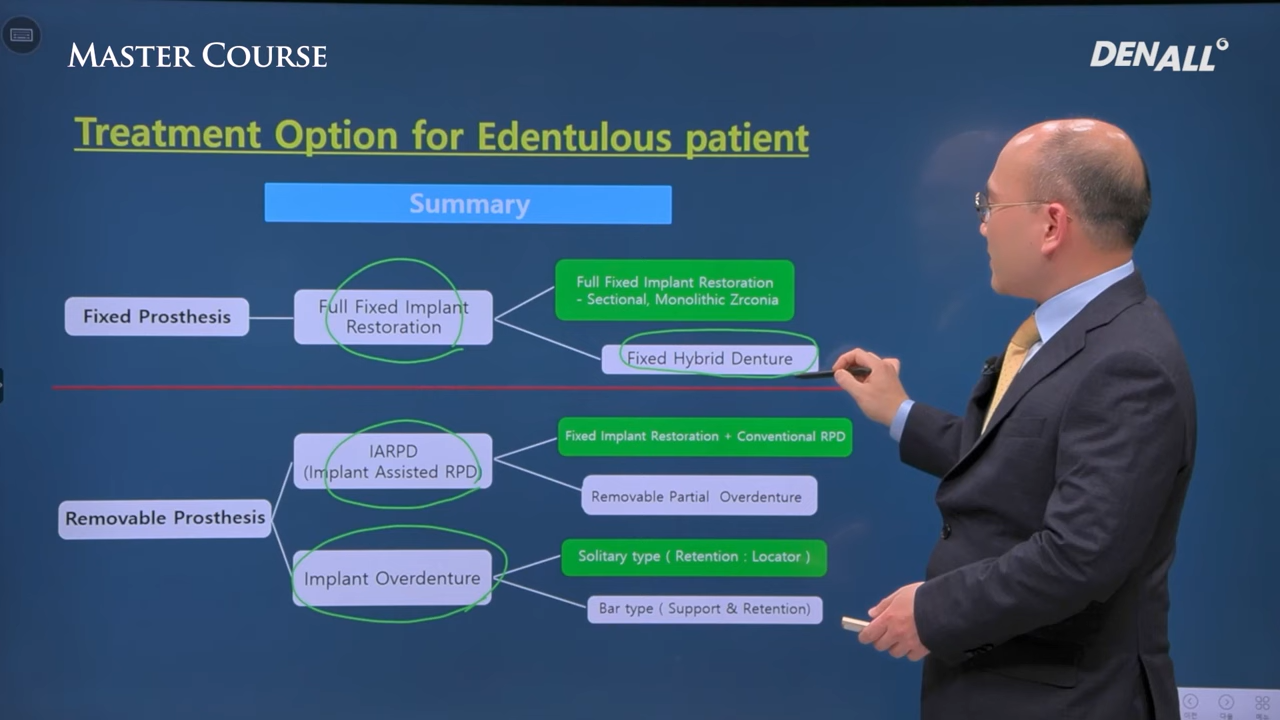 MASTER COURSE
DENALL
Treatment Option for Edentulous patient
Summary
Fixed Prosthesis
Full Fixed Implant
Restoration
Full Fixed Implant Restoration
- Sectional, Monolithic Zrconia
Fixed Hybrid Denture
Removable Prosthesis
IARPD
(Implant Assisted RPD)
Fixed Implant Restoration + Conventional RPD
Removable Partial Overdenture
Implant Overdenture
Solitary type ( Retention : Locator )
Bar type ( Support & Retention)